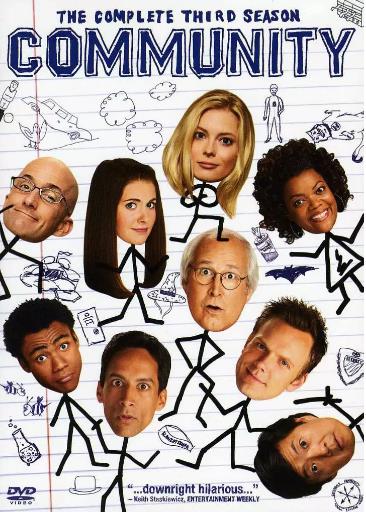 THE COMPLETE THIRD SEASON
COMMUNITY
"...downright hilarious..."
– Keith Staskiewicz, ENTERTAINMENT WEEKLY
DVD
VIDEO